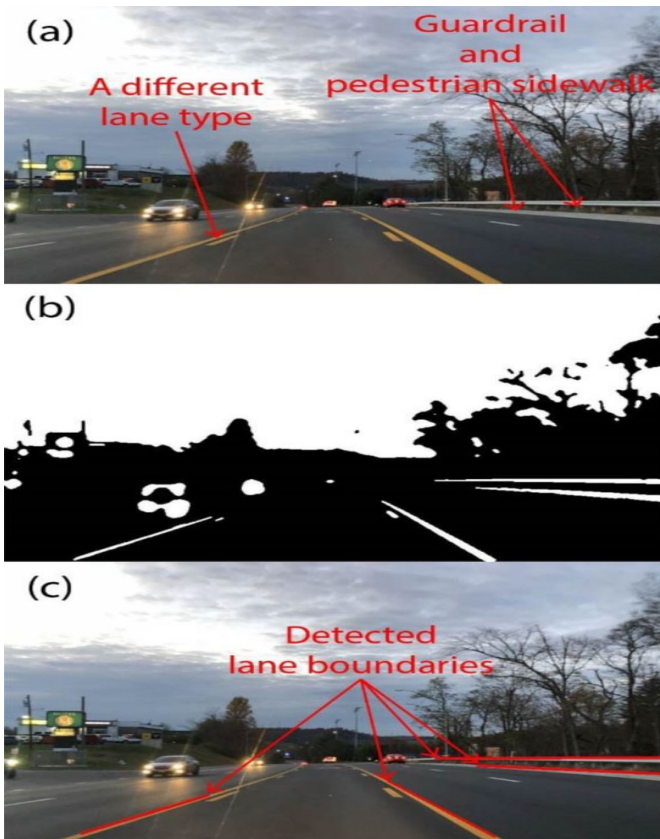 (a)
Guardrail
and
pedestrian sidewalk
A different
lane type
(b)
(c)
Detected
lane boundaries